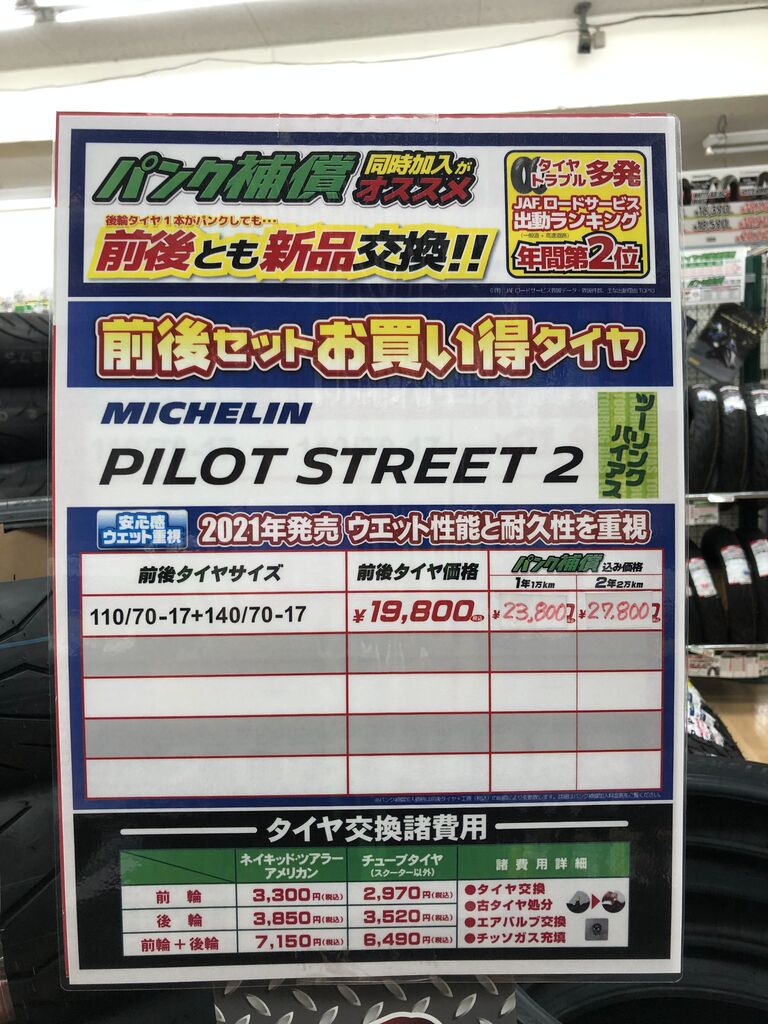 パンク補償 同時加入がオススメ
後輪タイヤ1本がパンクしても…
前後とも新品交換!!
タイヤトラブル多発
JAF.ロードサービス
出動ランキング
(一般道+高速道路)
年間第2位
前後セットお買い得タイヤ
MICHELIN
PILOT STREET 2
ツーリング
ハイアス
安心感
ウエット重視
2021年発売 ウエット性能と耐久性を重視
前後タイヤサイズ 前後タイヤ価格 パンク補償 込み価格
1年1万km 2年2万km
110/70-17+140/70-17 ¥19,800税込 ¥23,800 ¥27,800
タイヤ交換諸費用
ネイキッド・ツアラー アメリカン チューブタイヤ (スクーター以外) 諸費用詳細
前輪 3,300円(税込) 2,970円(税込)
後輪 3,850円(税込) 3,520円(税込)
前輪+後輪 7,150円(税込) 6,490円(税込)
●タイヤ交換
●古タイヤ処分
●エアバルブ交換
●チッソガス充填